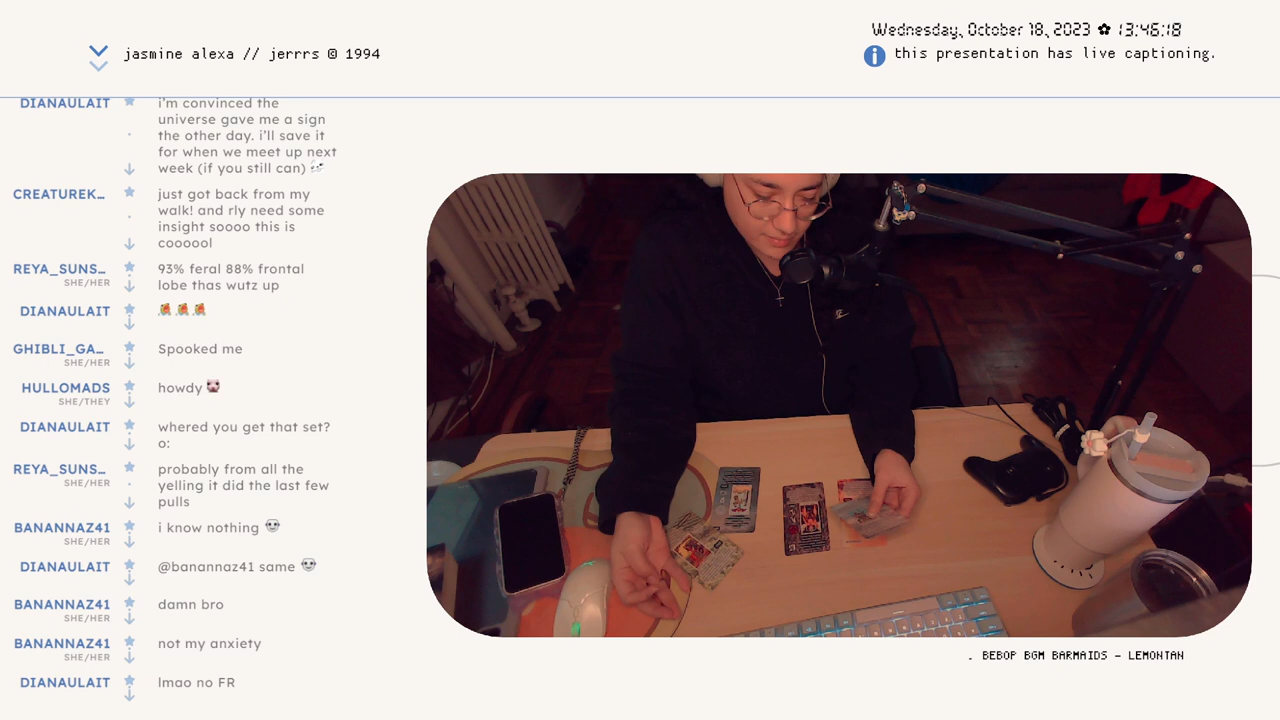 jasmine alexa // jerrrs © 1994
Wednesday, October 18, 2023 ✿ 13:46:18
this presentation has live captioning.
DIANAULAIT
i'm convinced the
universe gave me a sign
the other day. i'll save it
for when we meet up next
week (if you still can)
CREATUREK…
just got back from my
walk! and rly need some
insight soooo this is
coooool
REYA_SUNS…
SHE/HER
93% feral 88% frontal
lobe thas wutz up
DIANAULAIT
GHIBLI_GA…
SHE/HER
Spooked me
HULLOMADS
SHE/THEY
howdy
DIANAULAIT
whered you get that set?
o:
REYA_SUNS…
SHE/HER
probably from all the
yelling it did the last few
pulls
BANANNAZ41
SHE/HER
i know nothing
DIANAULAIT
@banannaz41 same
BANANNAZ41
SHE/HER
damn bro
BANANNAZ41
SHE/HER
not my anxiety
DIANAULAIT
lmao no FR
. BEBOP BGM BARMAIDS - LEMONTAN